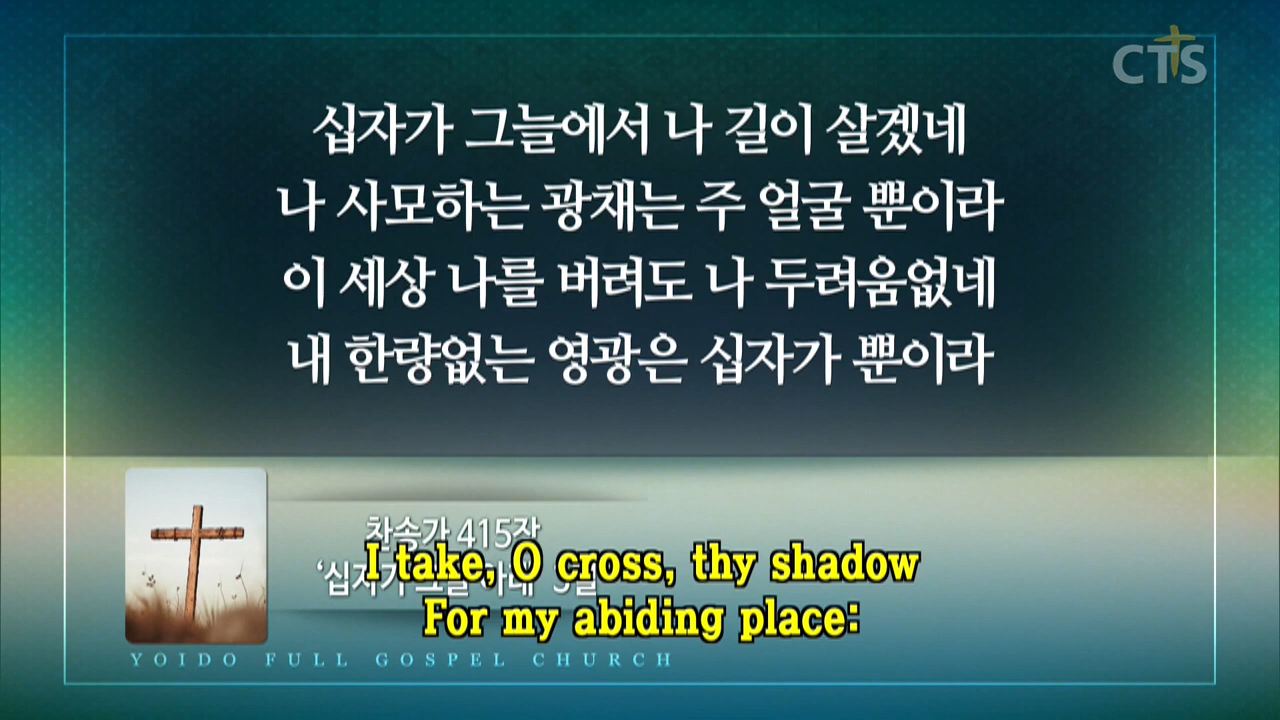 CTS
십자가 그늘에서 나 길이 살겠네
나 사모하는 광채는 주 얼굴 뿐이라
이 세상 나를 버려도 나 두려움없네
내 한량없는 영광은 십자가 뿐이라
찬송가 415장
‘십자가 그늘 아래’ 3절
I take, O cross, thy shadow
For my abiding place:
YOIDO FULL GOSPEL CHURCH